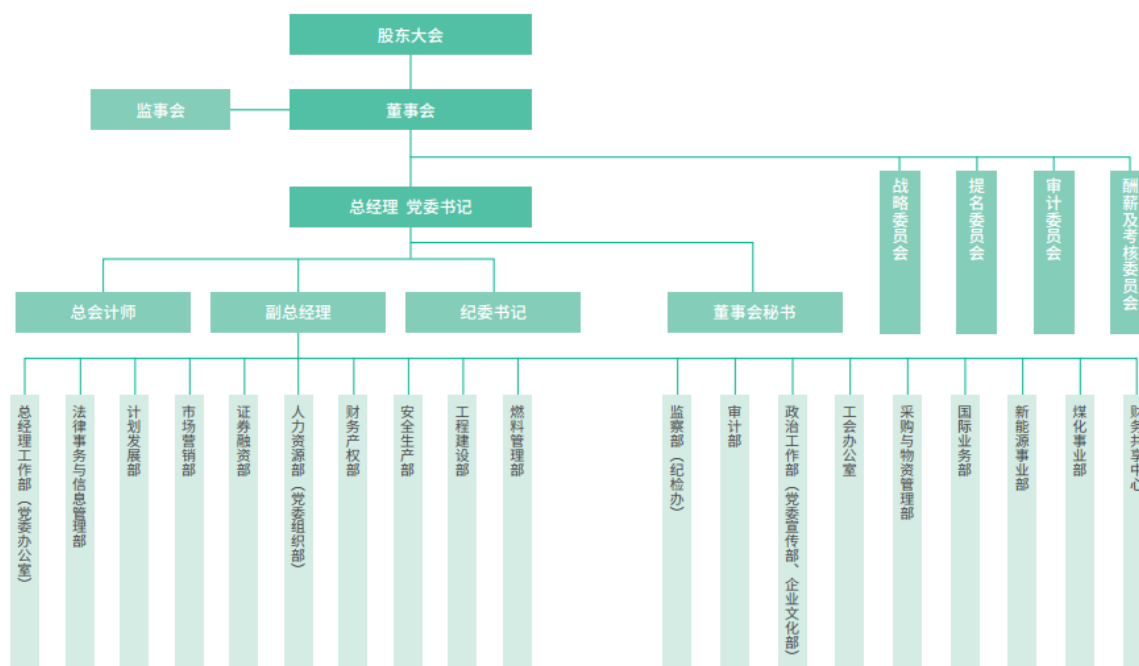 股东大会
监事会
董事会
总经理 党委书记
战略委员会
提名委员会
审计委员会
酬薪及考核委员会
总会计师
副总经理
纪委书记
董事会秘书
总经理工作部（党委办公室）
法律事务与信息管理部
计划发展部
市场营销部
证券融资部
人力资源部（党委组织部）
财务产权部
安全生产部
工程建设部
燃料管理部
监察部（纪检办）
审计部
政治工作部（党委宣传部、企业文化部）
工会办公室
采购与物资管理部
国际业务部
新能源事业部
煤化事业部
财务共享中心